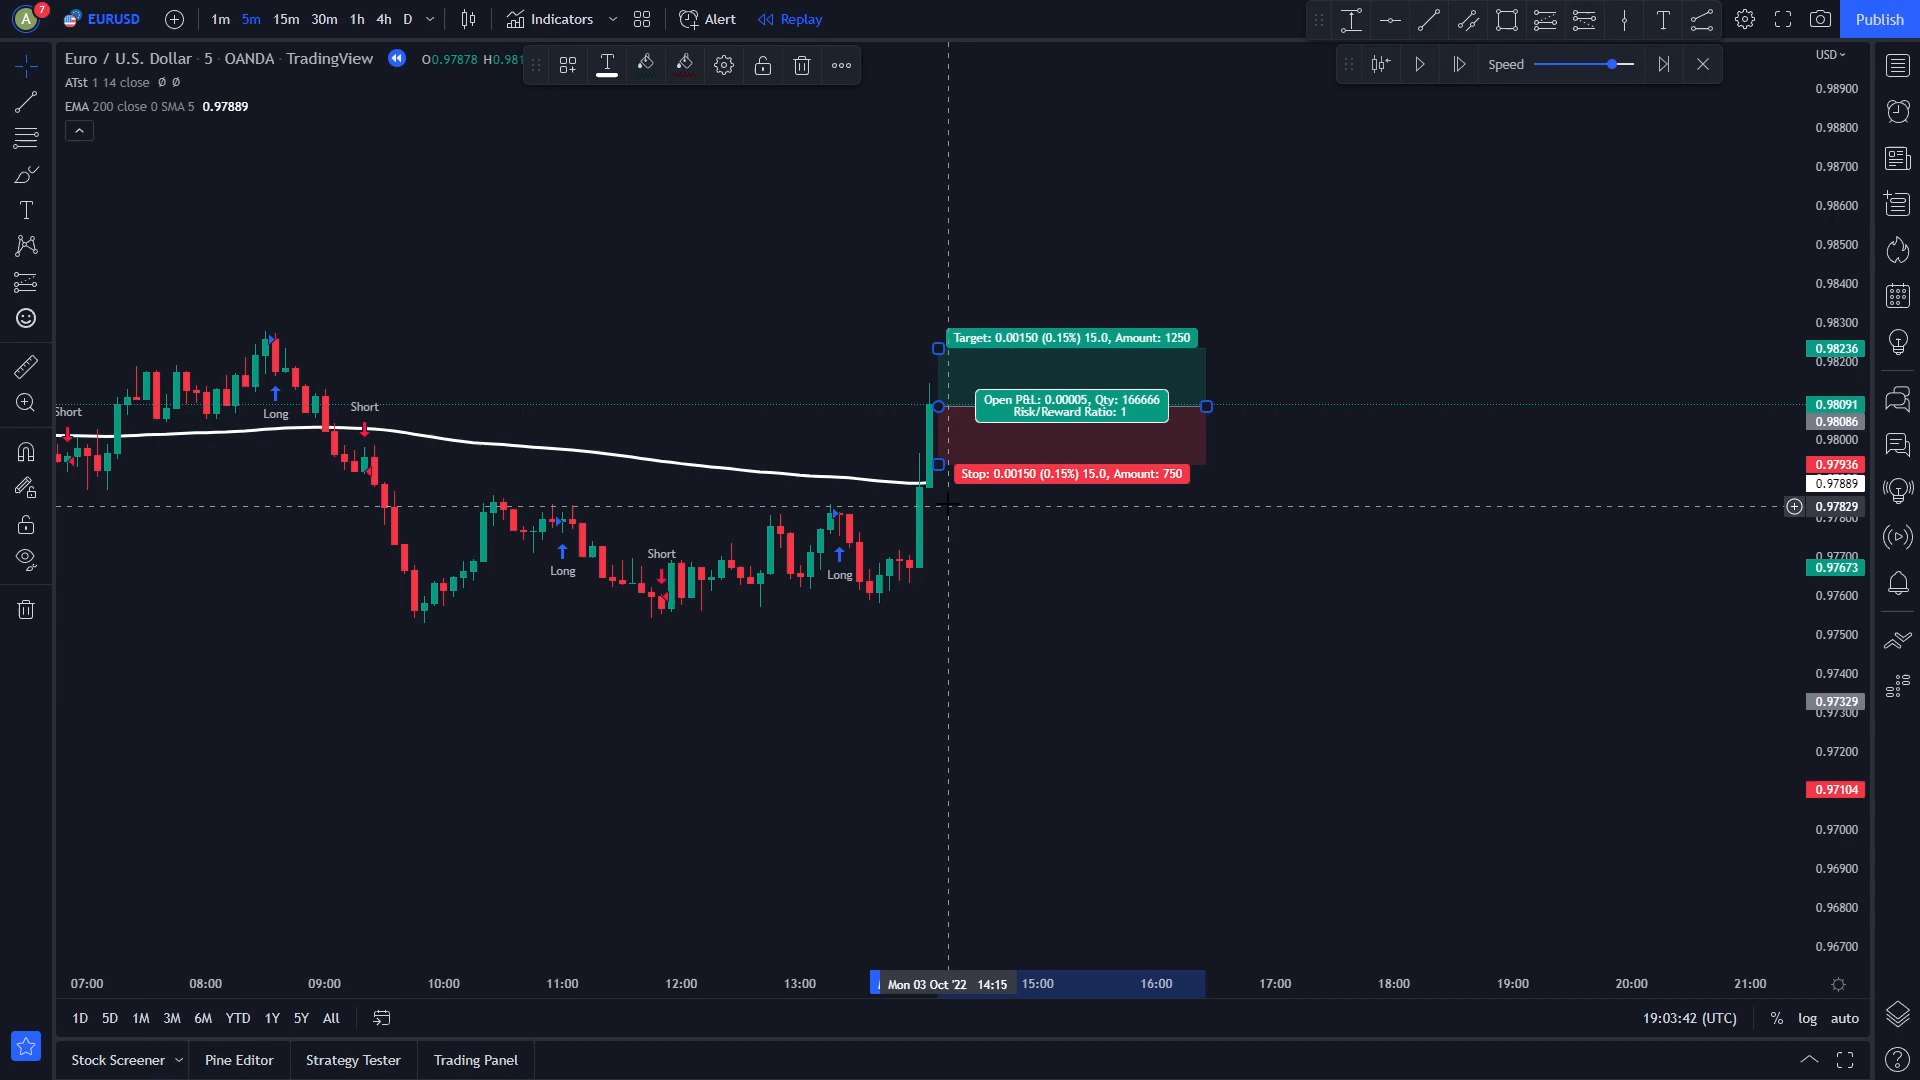 A 7 EURUSD 1m 5m 15m 30m 1h 4h D Indicators Alert Replay Publish
Euro / U.S. Dollar · 5 · OANDA · TradingView O0.97878 H0.981
Speed
USD
ATst 1 14 close ∅ ∅
EMA 200 close 0 SMA 5 0.97889
0.98900
0.98800
0.98700
0.98600
0.98500
0.98400
0.98300
Target: 0.00150 (0.15%) 15.0, Amount: 1250
0.98236
0.98200
Open P&L: 0.00005, Qty: 166666
Risk/Reward Ratio: 1
0.98091
0.98086
0.98000
Short
Long
Short
Stop: 0.00150 (0.15%) 15.0, Amount: 750
0.97936
0.97889
0.97829
0.97800
0.97700
0.97673
Long
Short
Long
0.97600
0.97500
0.97400
0.97329
0.97300
0.97200
0.97104
0.97000
0.96900
0.96800
0.96700
07:00 08:00 09:00 10:00 11:00 12:00 13:00 Mon 03 Oct '22 14:15 15:00 16:00 17:00 18:00 19:00 20:00 21:00
1D 5D 1M 3M 6M YTD 1Y 5Y All 19:03:42 (UTC) % log auto
Stock Screener Pine Editor Strategy Tester Trading Panel